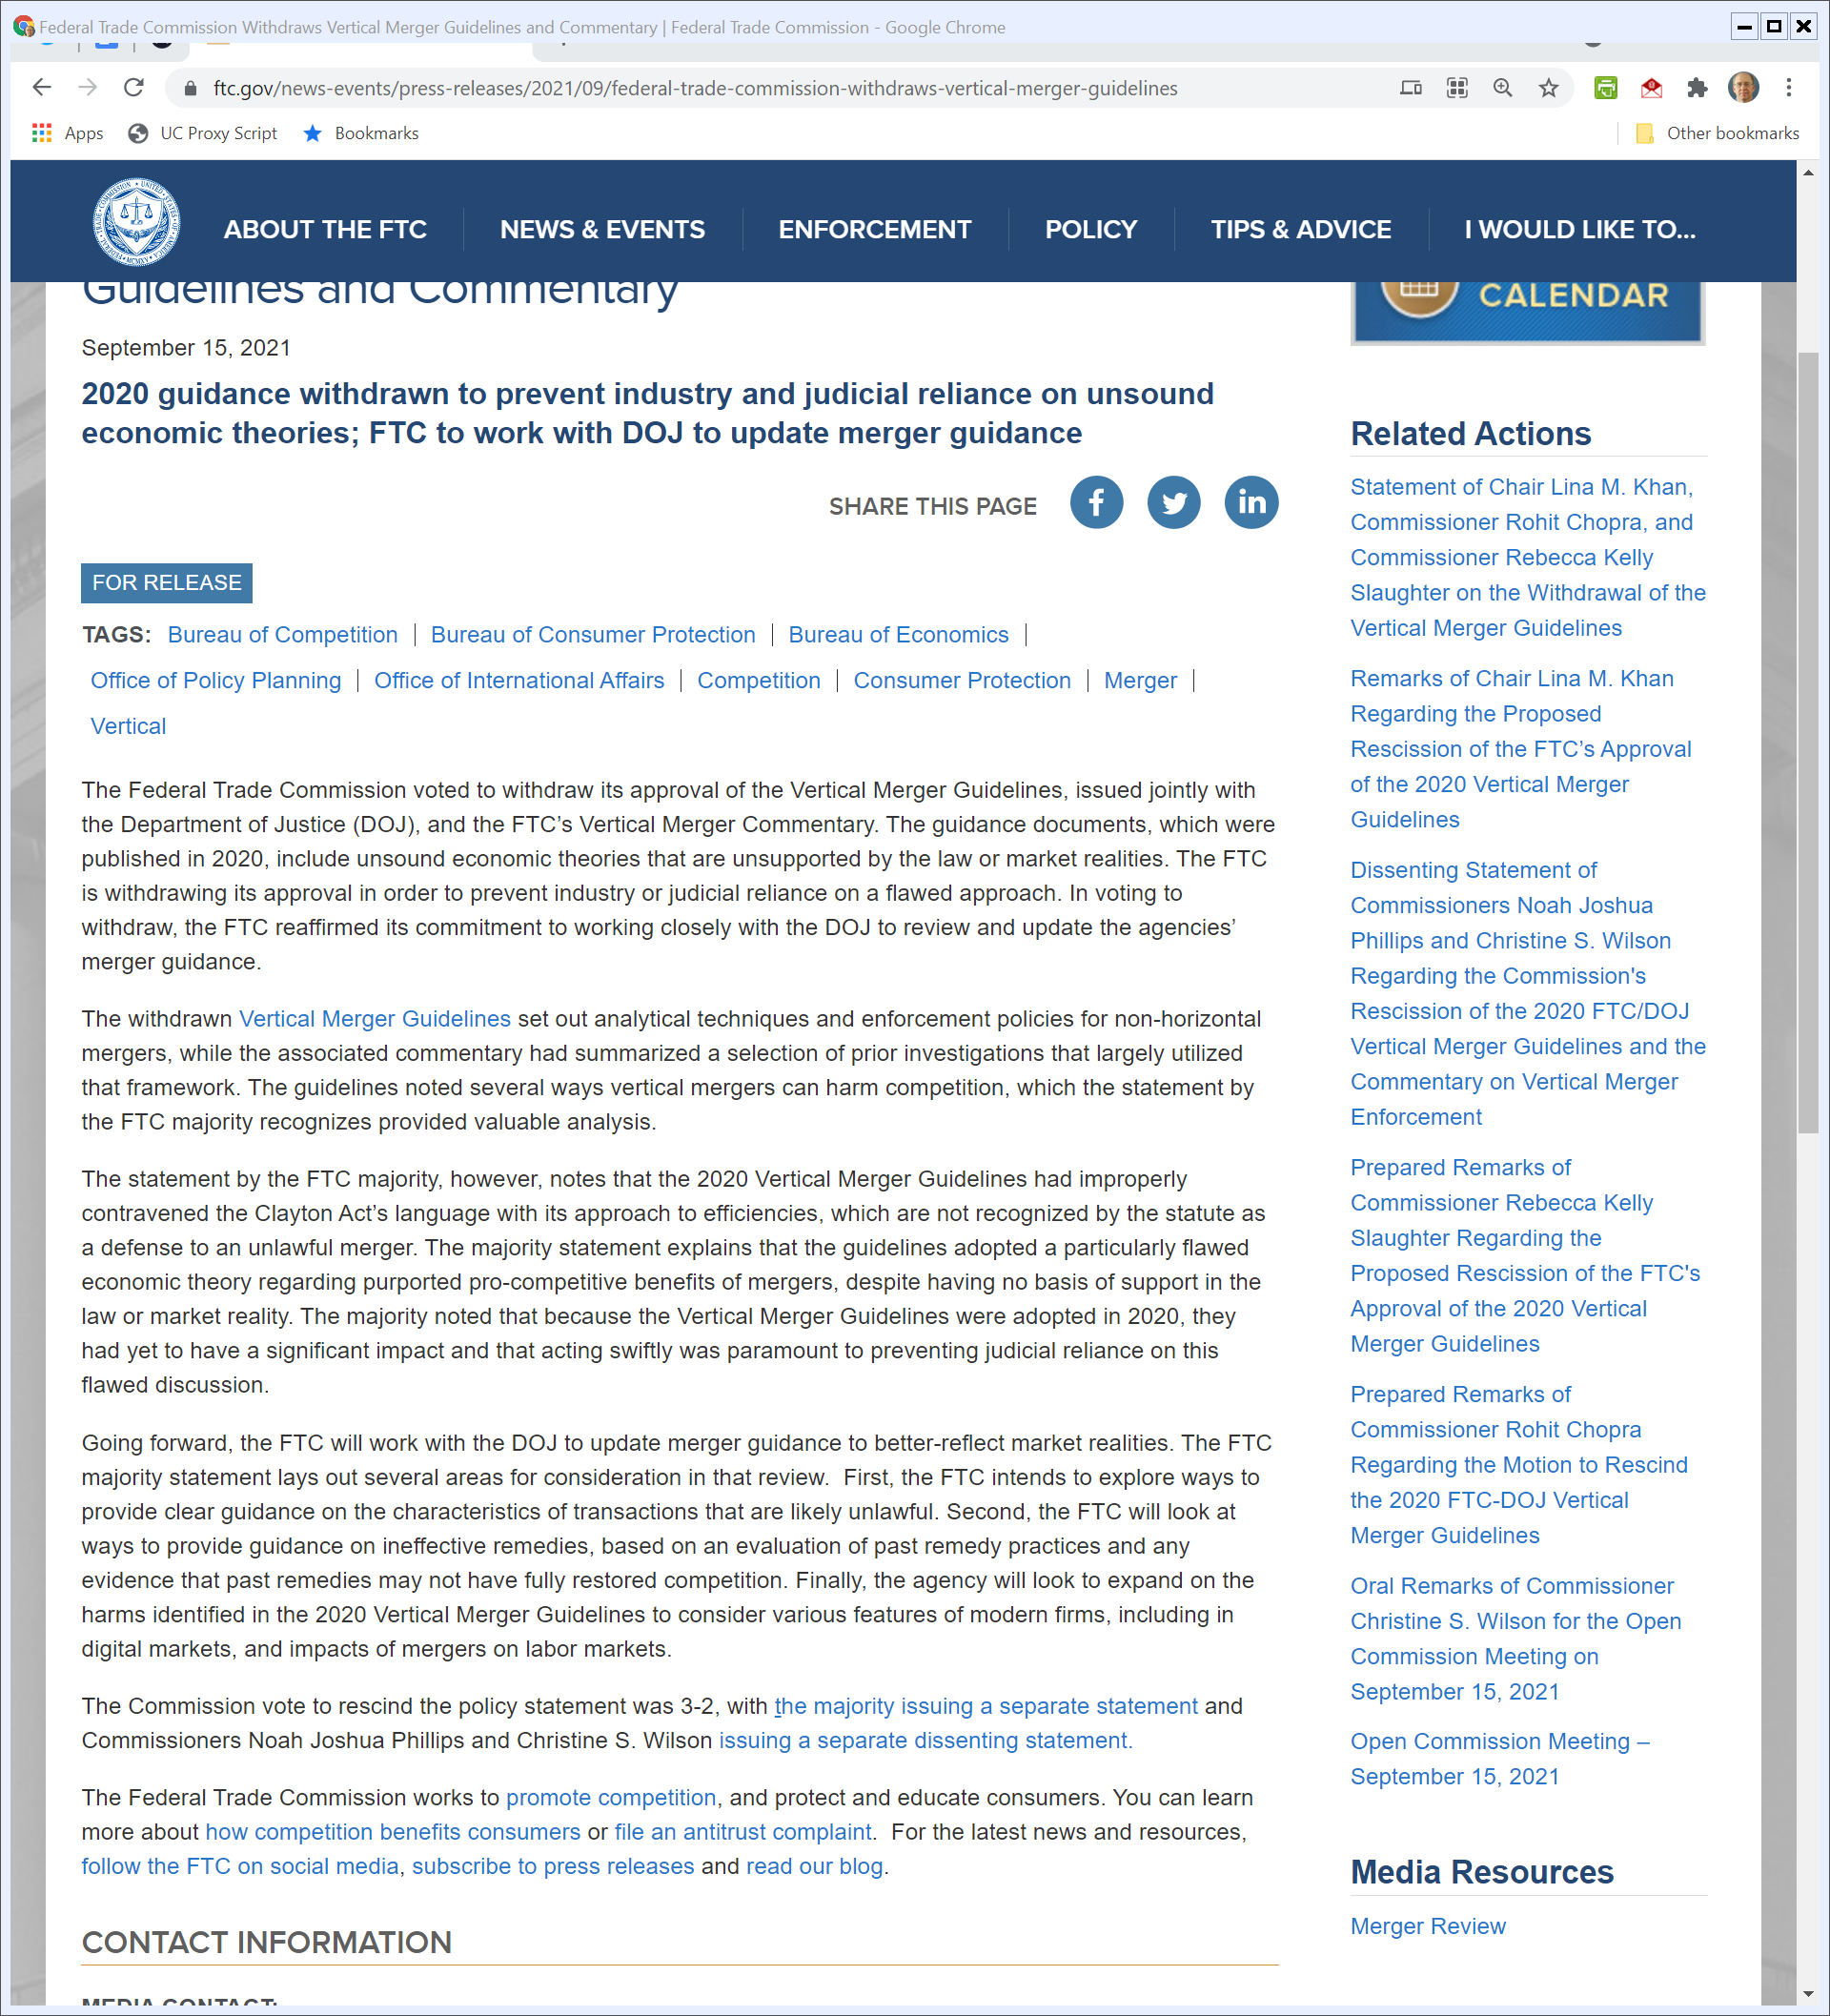 Federal Trade Commission Withdraws Vertical Merger Guidelines and Commentary | Federal Trade Commission - Google Chrome
ftc.gov/news-events/press-releases/2021/09/federal-trade-commission-withdraws-vertical-merger-guidelines
Apps UC Proxy Script Bookmarks Other bookmarks
ABOUT THE FTC NEWS & EVENTS ENFORCEMENT POLICY TIPS & ADVICE I WOULD LIKE TO...
Guidelines and Commentary
September 15, 2021
2020 guidance withdrawn to prevent industry and judicial reliance on unsound
economic theories; FTC to work with DOJ to update merger guidance
SHARE THIS PAGE
FOR RELEASE
TAGS: Bureau of Competition | Bureau of Consumer Protection | Bureau of Economics |
Office of Policy Planning | Office of International Affairs | Competition | Consumer Protection | Merger |
Vertical
The Federal Trade Commission voted to withdraw its approval of the Vertical Merger Guidelines, issued jointly with
the Department of Justice (DOJ), and the FTC’s Vertical Merger Commentary. The guidance documents, which were
published in 2020, include unsound economic theories that are unsupported by the law or market realities. The FTC
is withdrawing its approval in order to prevent industry or judicial reliance on a flawed approach. In voting to
withdraw, the FTC reaffirmed its commitment to working closely with the DOJ to review and update the agencies’
merger guidance.
The withdrawn Vertical Merger Guidelines set out analytical techniques and enforcement policies for non-horizontal
mergers, while the associated commentary had summarized a selection of prior investigations that largely utilized
that framework. The guidelines noted several ways vertical mergers can harm competition, which the statement by
the FTC majority recognizes provided valuable analysis.
The statement by the FTC majority, however, notes that the 2020 Vertical Merger Guidelines had improperly
contravened the Clayton Act’s language with its approach to efficiencies, which are not recognized by the statute as
a defense to an unlawful merger. The majority statement explains that the guidelines adopted a particularly flawed
economic theory regarding purported pro-competitive benefits of mergers, despite having no basis of support in the
law or market reality. The majority noted that because the Vertical Merger Guidelines were adopted in 2020, they
had yet to have a significant impact and that acting swiftly was paramount to preventing judicial reliance on this
flawed discussion.
Going forward, the FTC will work with the DOJ to update merger guidance to better-reflect market realities. The FTC
majority statement lays out several areas for consideration in that review.  First, the FTC intends to explore ways to
provide clear guidance on the characteristics of transactions that are likely unlawful. Second, the FTC will look at
ways to provide guidance on ineffective remedies, based on an evaluation of past remedy practices and any
evidence that past remedies may not have fully restored competition. Finally, the agency will look to expand on the
harms identified in the 2020 Vertical Merger Guidelines to consider various features of modern firms, including in
digital markets, and impacts of mergers on labor markets.
The Commission vote to rescind the policy statement was 3-2, with the majority issuing a separate statement and
Commissioners Noah Joshua Phillips and Christine S. Wilson issuing a separate dissenting statement.
The Federal Trade Commission works to promote competition, and protect and educate consumers. You can learn
more about how competition benefits consumers or file an antitrust complaint.  For the latest news and resources,
follow the FTC on social media, subscribe to press releases and read our blog.
CONTACT INFORMATION
MEDIA CONTACT:
CALENDAR
Related Actions
Statement of Chair Lina M. Khan,
Commissioner Rohit Chopra, and
Commissioner Rebecca Kelly
Slaughter on the Withdrawal of the
Vertical Merger Guidelines
Remarks of Chair Lina M. Khan
Regarding the Proposed
Rescission of the FTC’s Approval
of the 2020 Vertical Merger
Guidelines
Dissenting Statement of
Commissioners Noah Joshua
Phillips and Christine S. Wilson
Regarding the Commission's
Rescission of the 2020 FTC/DOJ
Vertical Merger Guidelines and the
Commentary on Vertical Merger
Enforcement
Prepared Remarks of
Commissioner Rebecca Kelly
Slaughter Regarding the
Proposed Rescission of the FTC's
Approval of the 2020 Vertical
Merger Guidelines
Prepared Remarks of
Commissioner Rohit Chopra
Regarding the Motion to Rescind
the 2020 FTC-DOJ Vertical
Merger Guidelines
Oral Remarks of Commissioner
Christine S. Wilson for the Open
Commission Meeting on
September 15, 2021
Open Commission Meeting –
September 15, 2021
Media Resources
Merger Review